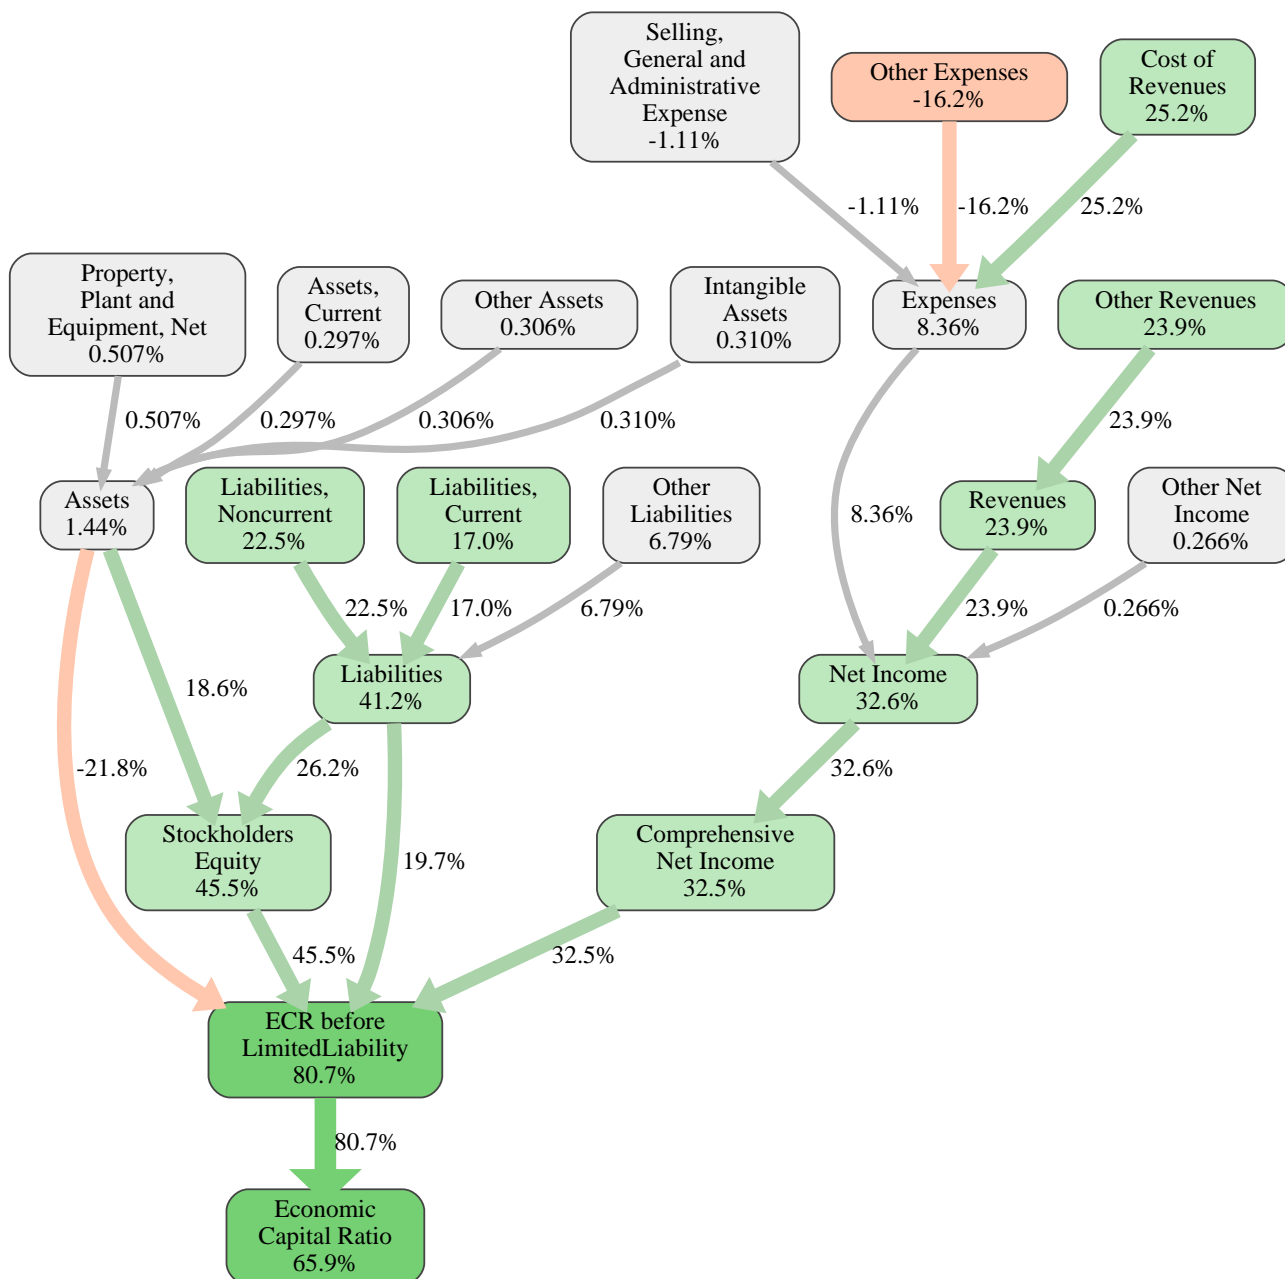 Selling,
General and
Administrative
Expense
-1.11%
Other Expenses
-16.2%
Cost of
Revenues
25.2%
-1.11%
-16.2%
25.2%
Property,
Plant and
Equipment, Net
0.507%
Assets,
Current
0.297%
Other Assets
0.306%
Intangible
Assets
0.310%
Expenses
8.36%
Other Revenues
23.9%
0.507%
0.297%
0.306%
0.310%
23.9%
Assets
1.44%
Liabilities,
Noncurrent
22.5%
Liabilities,
Current
17.0%
Other
Liabilities
6.79%
8.36%
Revenues
23.9%
Other Net
Income
0.266%
22.5%
17.0%
6.79%
23.9%
0.266%
18.6%
Liabilities
41.2%
Net Income
32.6%
-21.8%
26.2%
32.6%
Stockholders
Equity
45.5%
19.7%
Comprehensive
Net Income
32.5%
45.5%
32.5%
ECR before
LimitedLiability
80.7%
80.7%
Economic
Capital Ratio
65.9%